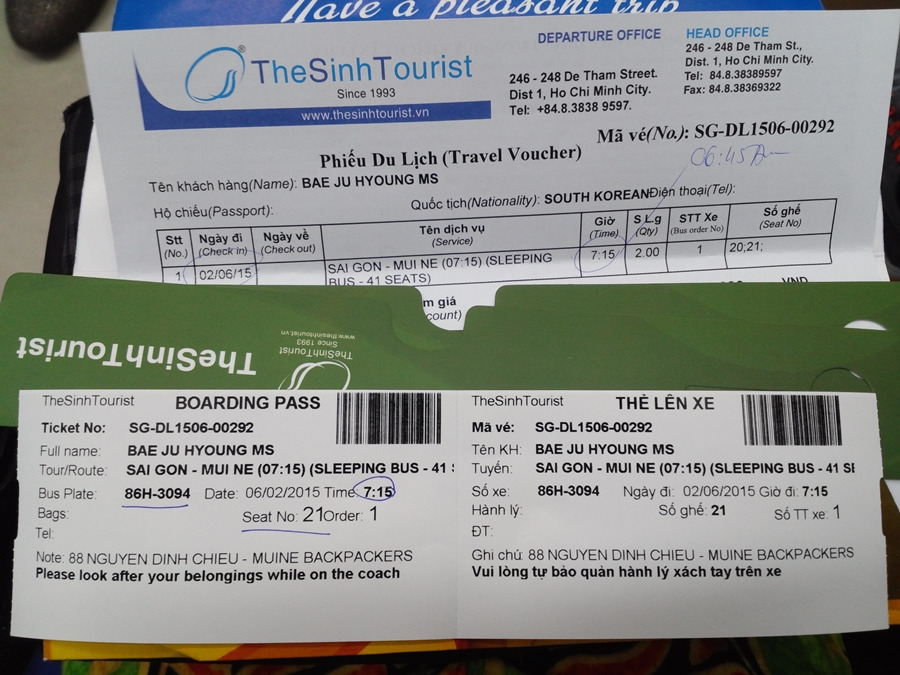 Have a pleasant trip
TheSinhTourist®
Since 1993
www.thesinhtourist.vn
DEPARTURE OFFICE
246 - 248 De Tham Street.
Dist 1, Ho Chi Minh City.
Tel: +84.8.3838 9597.
HEAD OFFICE
246 - 248 De Tham St.,
Dist. 1, Ho Chi Minh City.
Tel: 84.8.38389597
Fax: 84.8.38369322
Mã vé(No.): SG-DL1506-00292
Phiếu Du Lịch (Travel Voucher)
06:45 Am
Tên khách hàng(Name): BAE JU HYOUNG MS
Quốc tịch(Nationality): SOUTH KOREANĐiện thoại(Tel):
Hộ chiếu(Passport):
Stt (No.) Ngày đi (Check in) Ngày về (Check out) Tên dịch vụ (Service) Giờ (Time) S Lg (Qty) STT Xe (Bus order No) Số ghế (Seat No)
1 02/06/15 SAI GON - MUI NE (07:15) (SLEEPING BUS - 41 SEATS) 7:15 2.00 1 20;21;
VND
m giá
count)
TheSinhTourist
TheSinhTourist
Since 1993
www.thesinhtourist.vn
TheSinhTourist BOARDING PASS
Ticket No: SG-DL1506-00292
Full name: BAE JU HYOUNG MS
Tour/Route: SAI GON - MUI NE (07:15) (SLEEPING BUS - 41 S
Bus Plate: 86H-3094 Date: 06/02/2015 Time: 7:15
Bags: Seat No: 21 Order: 1
Tel:
Note: 88 NGUYEN DINH CHIEU - MUINE BACKPACKERS
Please look after your belongings while on the coach
TheSinhTourist THẺ LÊN XE
Mã vé: SG-DL1506-00292
Tên KH: BAE JU HYOUNG MS
Tuyến: SAI GON - MUI NE (07:15) (SLEEPING BUS - 41 SE
Số xe: 86H-3094 Ngày đi: 02/06/2015 Giờ đi: 7:15
Hành lý: Số ghế: 21 Số TT xe: 1
ĐT:
Ghi chú: 88 NGUYEN DINH CHIEU - MUINE BACKPACKERS
Vui lòng tự bảo quản hành lý xách tay trên xe